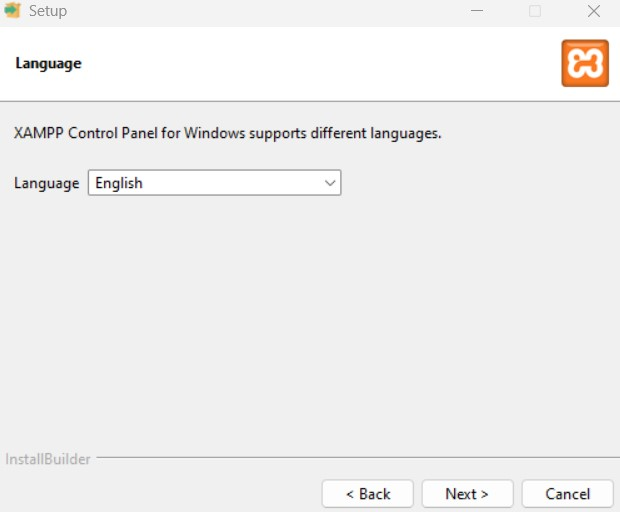 Setup
Language
XAMPP Control Panel for Windows supports different languages.
Language English
InstallBuilder
< Back Next > Cancel